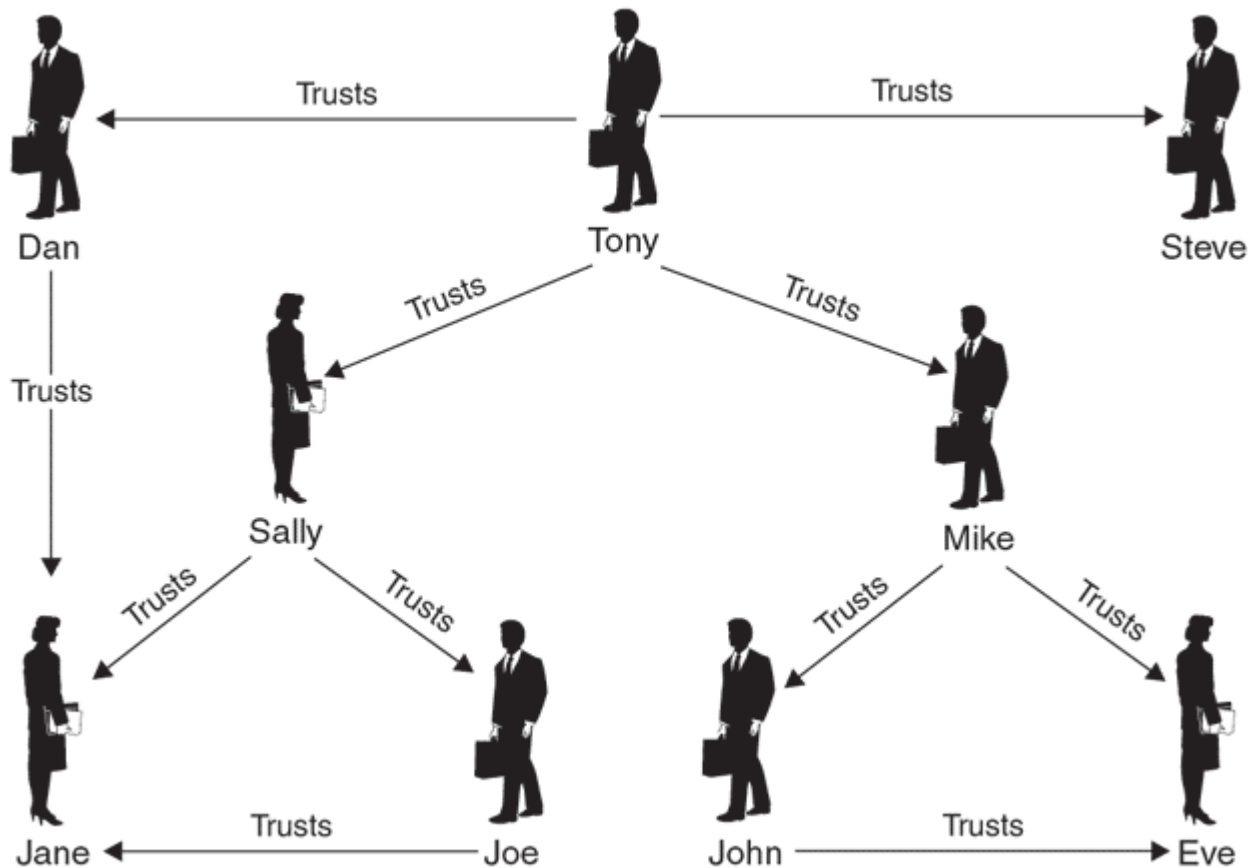 Trusts
Trusts
Dan
Tony
Steve
Trusts
Trusts
Trusts
Sally
Mike
Trusts
Trusts
Trusts
Trusts
Trusts
Trusts
Jane
Joe
John
Eve